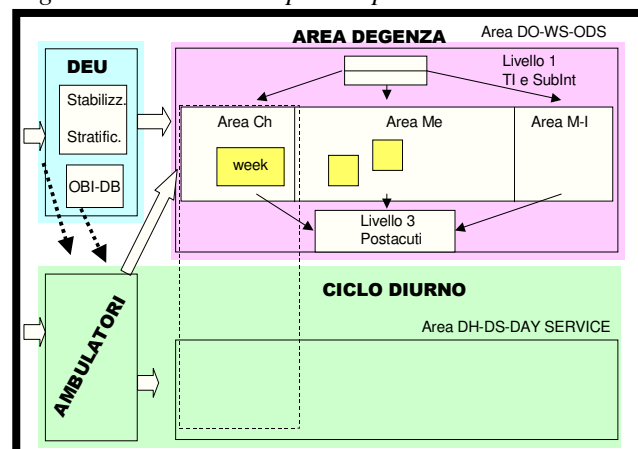 AREA DEGENZA
Area DO-WS-ODS
DEU
Livello 1
TI e SubInt
Stabilizz.
Stratific.
OBI-DB
Area Ch
Area Me
Area M-I
week
Livello 3
Postacuti
CICLO DIURNO
AMBULATORI
Area DH-DS-DAY SERVICE